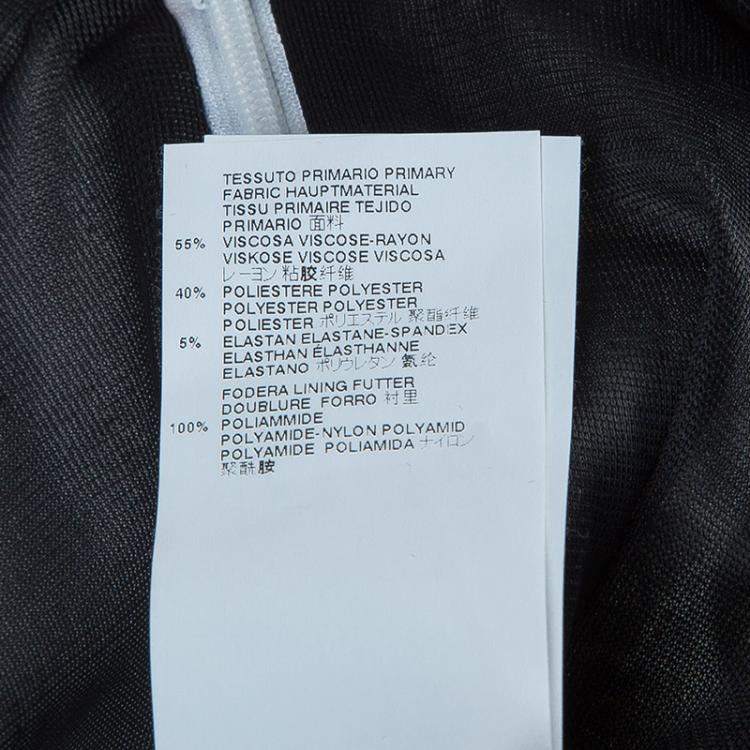 TESSUTO PRIMARIO PRIMARY
FABRIC HAUPTMATERIAL
TISSU PRIMAIRE TEJIDO
PRIMARIO 面料
55% VISCOSA VISCOSE-RAYON
VISKOSE VISCOSE VISCOSA
レーヨン 粘胶纤维
40% POLIESTERE POLYESTER
POLYESTER POLYESTER
POLIESTER ポリエステル 聚酯纤维
5% ELASTAN ELASTANE-SPANDEX
ELASTHAN ÉLASTHANNE
ELASTANO ポリウレタン 氨纶
FODERA LINING FUTTER
DOUBLURE FORRO 衬里
100% POLIAMMIDE
POLYAMIDE-NYLON POLYAMID
POLYAMIDE POLIAMIDA ナイロン
聚酰胺